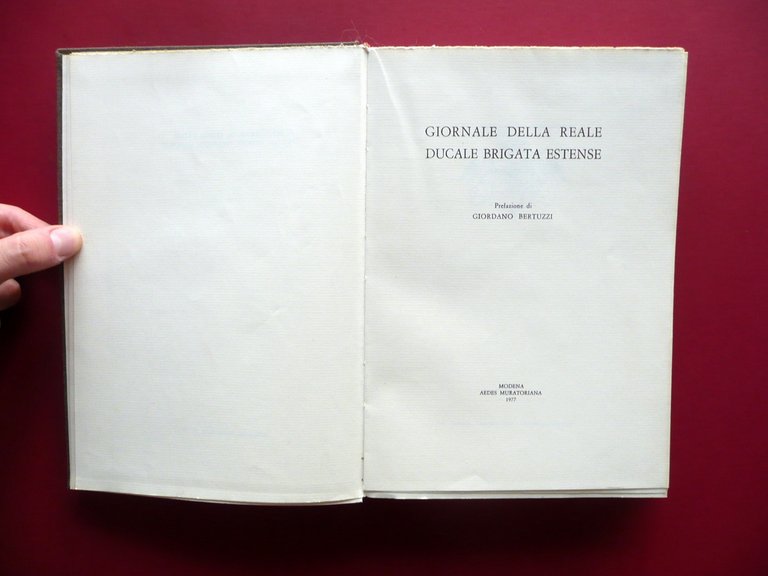 GIORNALE DELLA REALE
DUCALE BRIGATA ESTENSE
Prefazione di
GIORDANO BERTUZZI
MODENA
AEDES MURATORIANA
1977